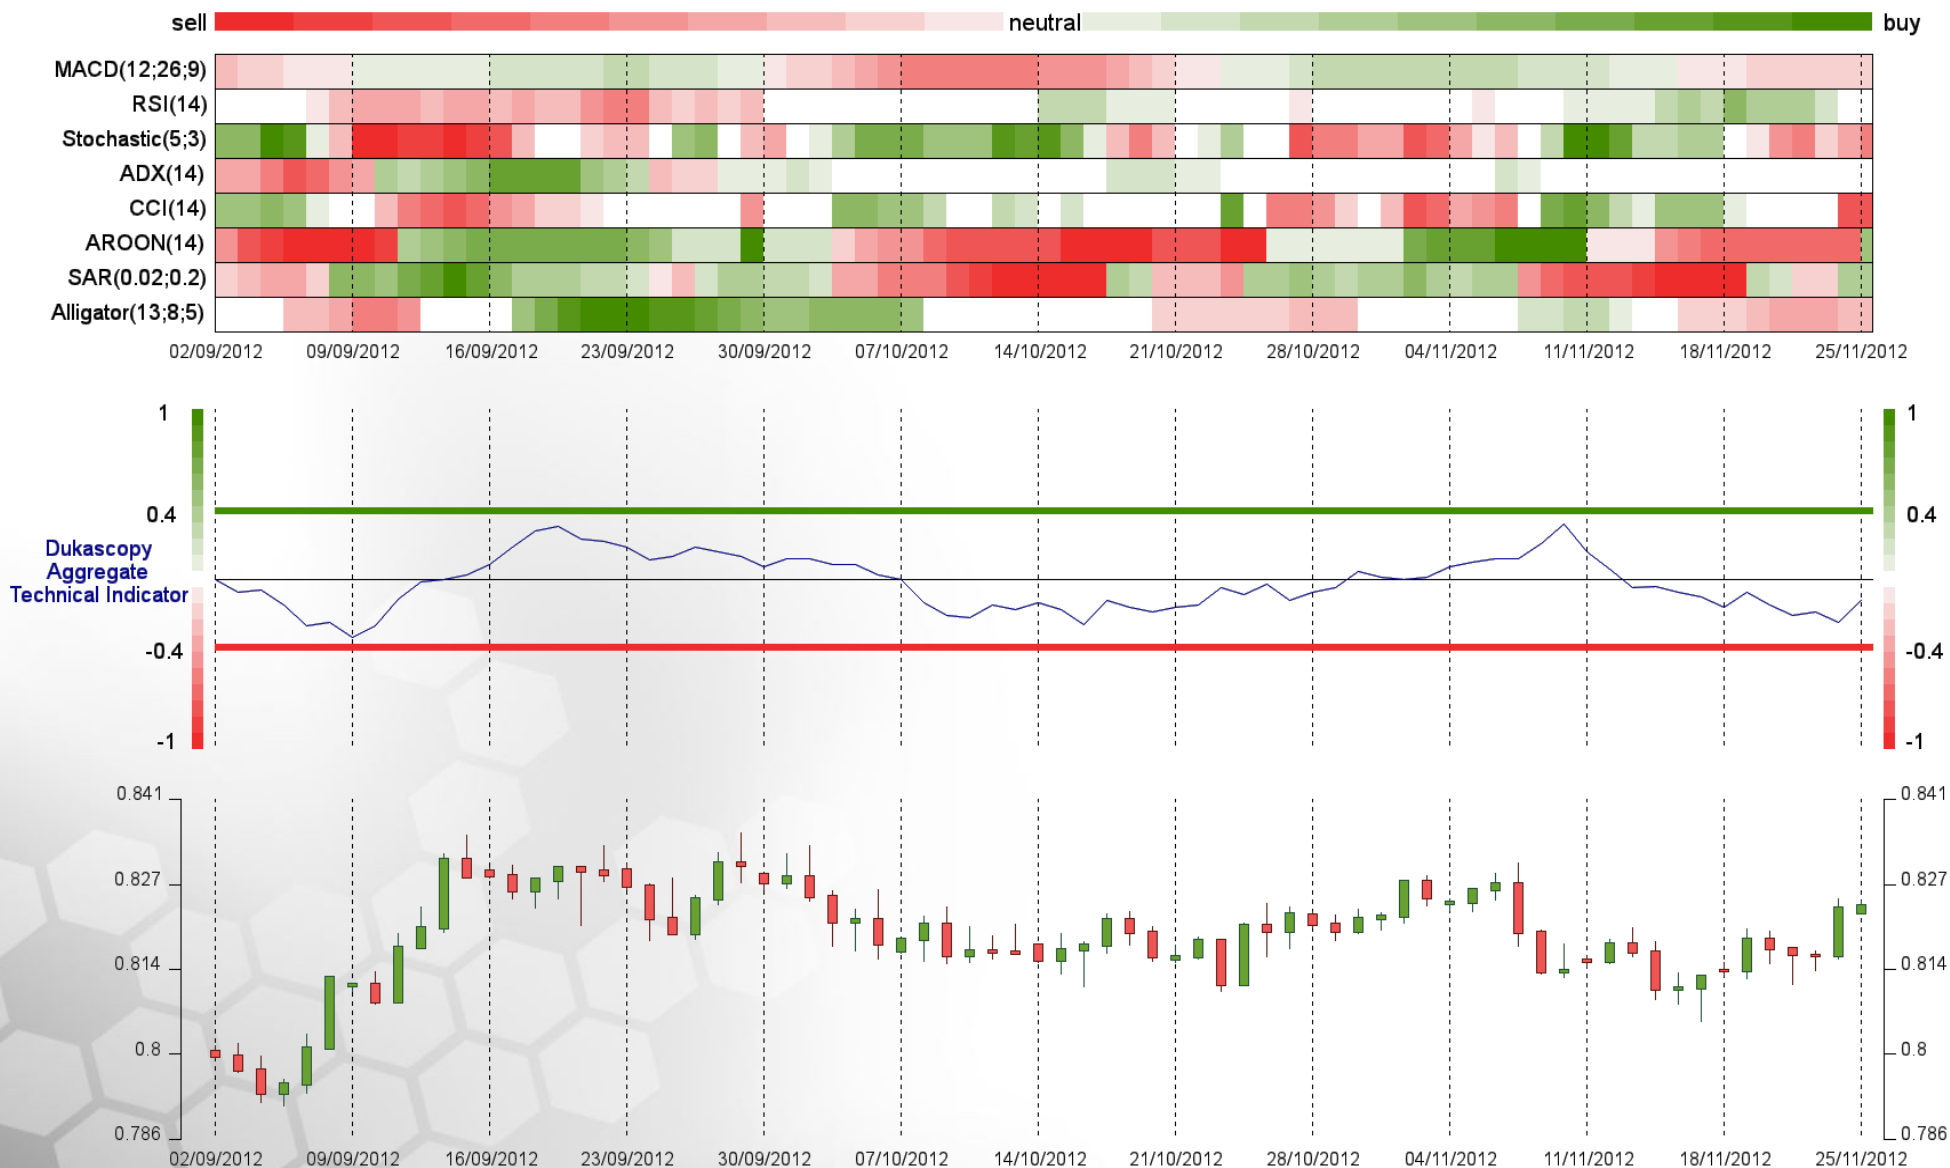 sell neutral buy
MACD(12;26;9)
RSI(14)
Stochastic(5;3)
ADX(14)
CCI(14)
AROON(14)
SAR(0.02;0.2)
Alligator(13;8;5)
02/09/2012 09/09/2012 16/09/2012 23/09/2012 30/09/2012 07/10/2012 14/10/2012 21/10/2012 28/10/2012 04/11/2012 11/11/2012 18/11/2012 25/11/2012
1 1
0.4 0.4
Dukascopy
Aggregate
Technical Indicator
-0.4 -0.4
-1 -1
0.841 0.841
0.827 0.827
0.814 0.814
0.8 0.8
0.786 0.786
02/09/2012 09/09/2012 16/09/2012 23/09/2012 30/09/2012 07/10/2012 14/10/2012 21/10/2012 28/10/2012 04/11/2012 11/11/2012 18/11/2012 25/11/2012